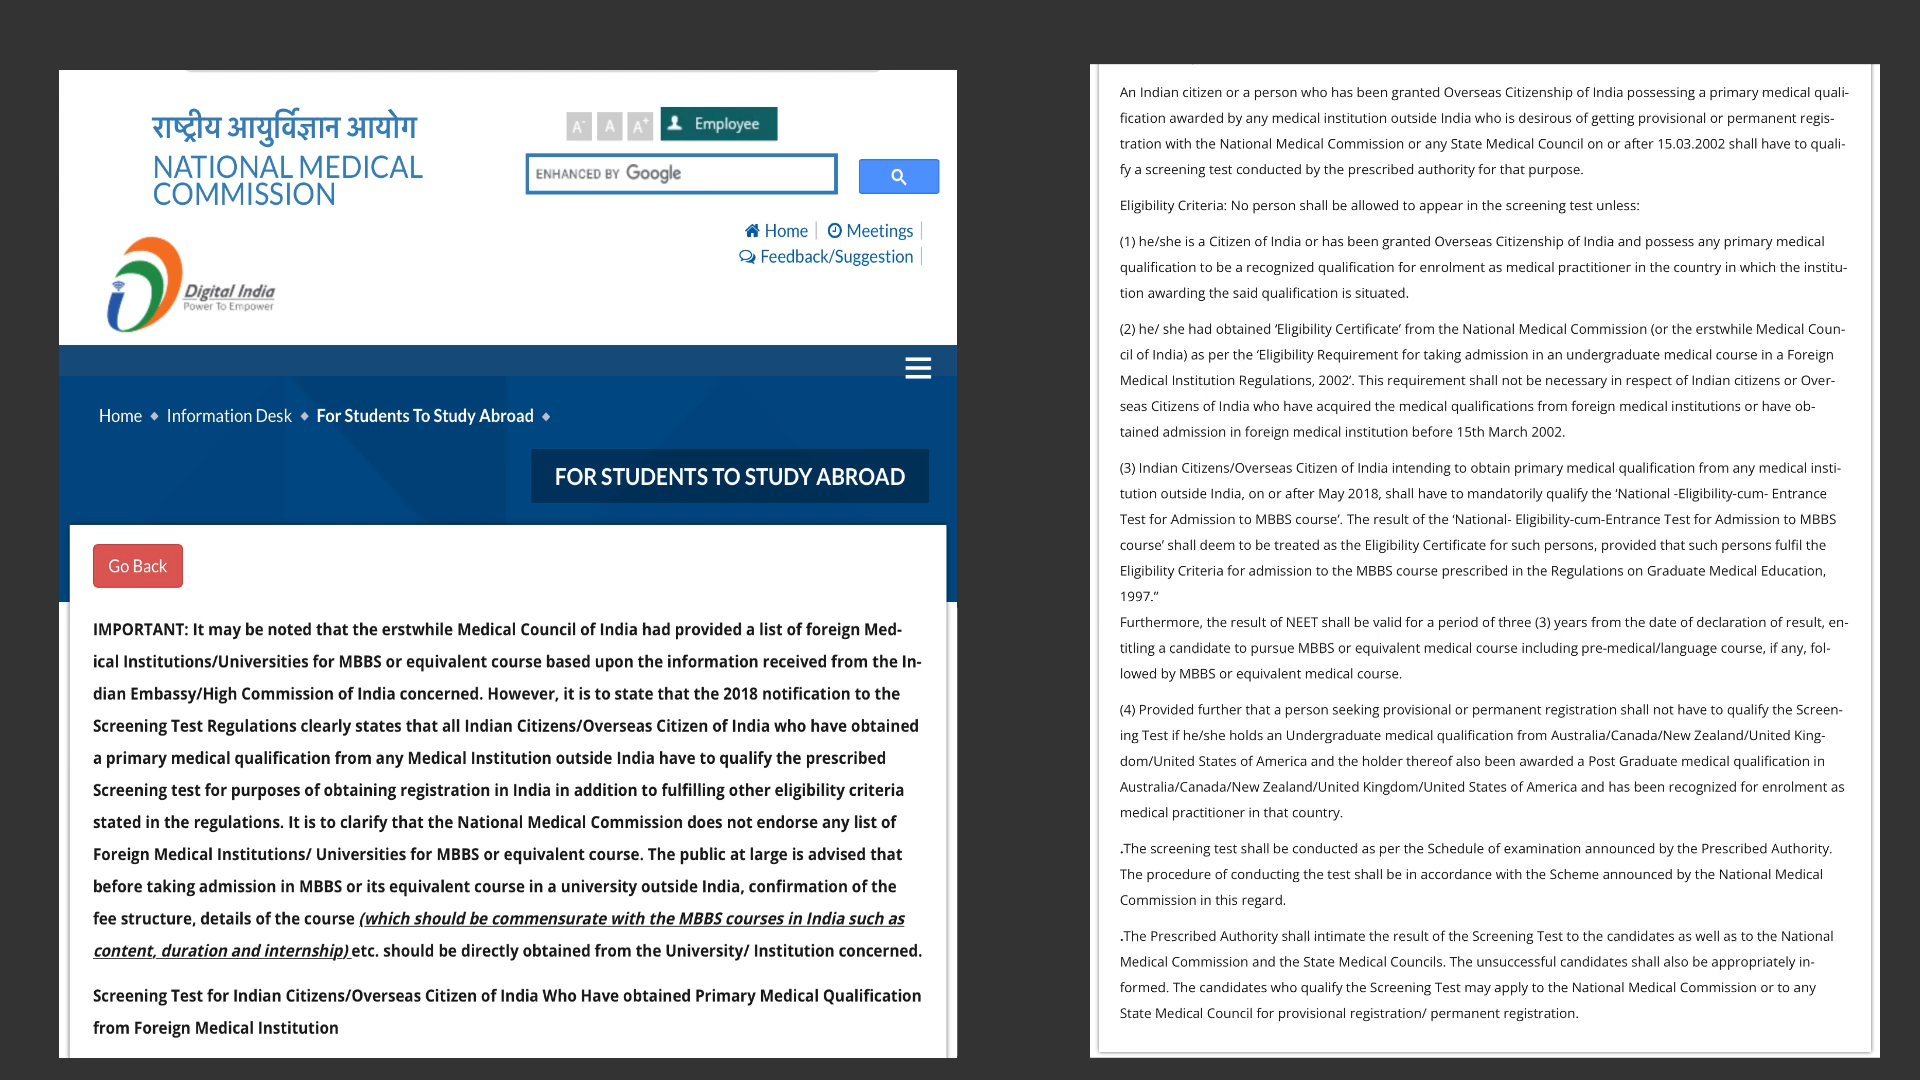 राष्ट्रीय आयुर्विज्ञान आयोग
NATIONAL MEDICAL
COMMISSION
A-
A
A+
Employee
ENHANCED BY Google
Home
Meetings
Feedback/Suggestion
Digital India
Power To Empower
Home ◆ Information Desk ◆ For Students To Study Abroad ◆
FOR STUDENTS TO STUDY ABROAD
Go Back
IMPORTANT: It may be noted that the erstwhile Medical Council of India had provided a list of foreign Med-
ical Institutions/Universities for MBBS or equivalent course based upon the information received from the In-
dian Embassy/High Commission of India concerned. However, it is to state that the 2018 notification to the
Screening Test Regulations clearly states that all Indian Citizens/Overseas Citizen of India who have obtained
a primary medical qualification from any Medical Institution outside India have to qualify the prescribed
Screening test for purposes of obtaining registration in India in addition to fulfilling other eligibility criteria
stated in the regulations. It is to clarify that the National Medical Commission does not endorse any list of
Foreign Medical Institutions/ Universities for MBBS or equivalent course. The public at large is advised that
before taking admission in MBBS or its equivalent course in a university outside India, confirmation of the
fee structure, details of the course (which should be commensurate with the MBBS courses in India such as
content, duration and internship) etc. should be directly obtained from the University/ Institution concerned.
Screening Test for Indian Citizens/Overseas Citizen of India Who Have obtained Primary Medical Qualification
from Foreign Medical Institution
An Indian citizen or a person who has been granted Overseas Citizenship of India possessing a primary medical quali-
fication awarded by any medical institution outside India who is desirous of getting provisional or permanent regis-
tration with the National Medical Commission or any State Medical Council on or after 15.03.2002 shall have to quali-
fy a screening test conducted by the prescribed authority for that purpose.
Eligibility Criteria: No person shall be allowed to appear in the screening test unless:
(1) he/she is a Citizen of India or has been granted Overseas Citizenship of India and possess any primary medical
qualification to be a recognized qualification for enrolment as medical practitioner in the country in which the institu-
tion awarding the said qualification is situated.
(2) he/ she had obtained ‘Eligibility Certificate’ from the National Medical Commission (or the erstwhile Medical Coun-
cil of India) as per the ‘Eligibility Requirement for taking admission in an undergraduate medical course in a Foreign
Medical Institution Regulations, 2002’. This requirement shall not be necessary in respect of Indian citizens or Over-
seas Citizens of India who have acquired the medical qualifications from foreign medical institutions or have ob-
tained admission in foreign medical institution before 15th March 2002.
(3) Indian Citizens/Overseas Citizen of India intending to obtain primary medical qualification from any medical insti-
tution outside India, on or after May 2018, shall have to mandatorily qualify the ‘National -Eligibility-cum- Entrance
Test for Admission to MBBS course’. The result of the ‘National- Eligibility-cum-Entrance Test for Admission to MBBS
course’ shall deem to be treated as the Eligibility Certificate for such persons, provided that such persons fulfil the
Eligibility Criteria for admission to the MBBS course prescribed in the Regulations on Graduate Medical Education,
1997.”
Furthermore, the result of NEET shall be valid for a period of three (3) years from the date of declaration of result, en-
titling a candidate to pursue MBBS or equivalent medical course including pre-medical/language course, if any, fol-
lowed by MBBS or equivalent medical course.
(4) Provided further that a person seeking provisional or permanent registration shall not have to qualify the Screen-
ing Test if he/she holds an Undergraduate medical qualification from Australia/Canada/New Zealand/United King-
dom/United States of America and the holder thereof also been awarded a Post Graduate medical qualification in
Australia/Canada/New Zealand/United Kingdom/United States of America and has been recognized for enrolment as
medical practitioner in that country.
.The screening test shall be conducted as per the Schedule of examination announced by the Prescribed Authority.
The procedure of conducting the test shall be in accordance with the Scheme announced by the National Medical
Commission in this regard.
.The Prescribed Authority shall intimate the result of the Screening Test to the candidates as well as to the National
Medical Commission and the State Medical Councils. The unsuccessful candidates shall also be appropriately in-
formed. The candidates who qualify the Screening Test may apply to the National Medical Commission or to any
State Medical Council for provisional registration/ permanent registration.